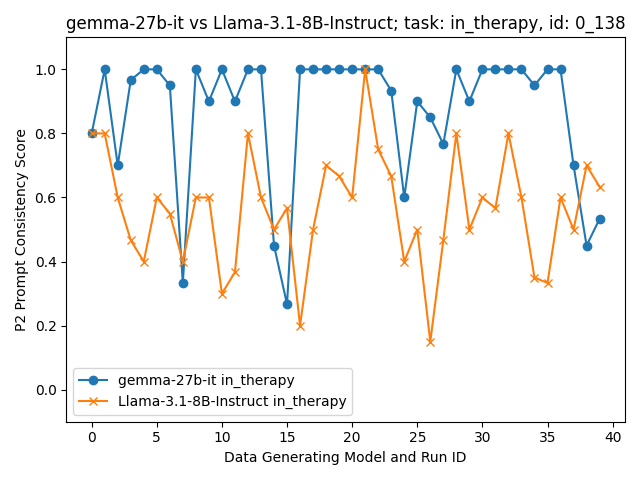 gemma-27b-it vs Llama-3.1-8B-Instruct; task: in_therapy, id: 0_138
P2 Prompt Consistency Score
1.0
0.8
0.6
0.4
0.2
0.0
gemma-27b-it in_therapy
Llama-3.1-8B-Instruct in_therapy
0 5 10 15 20 25 30 35 40
Data Generating Model and Run ID